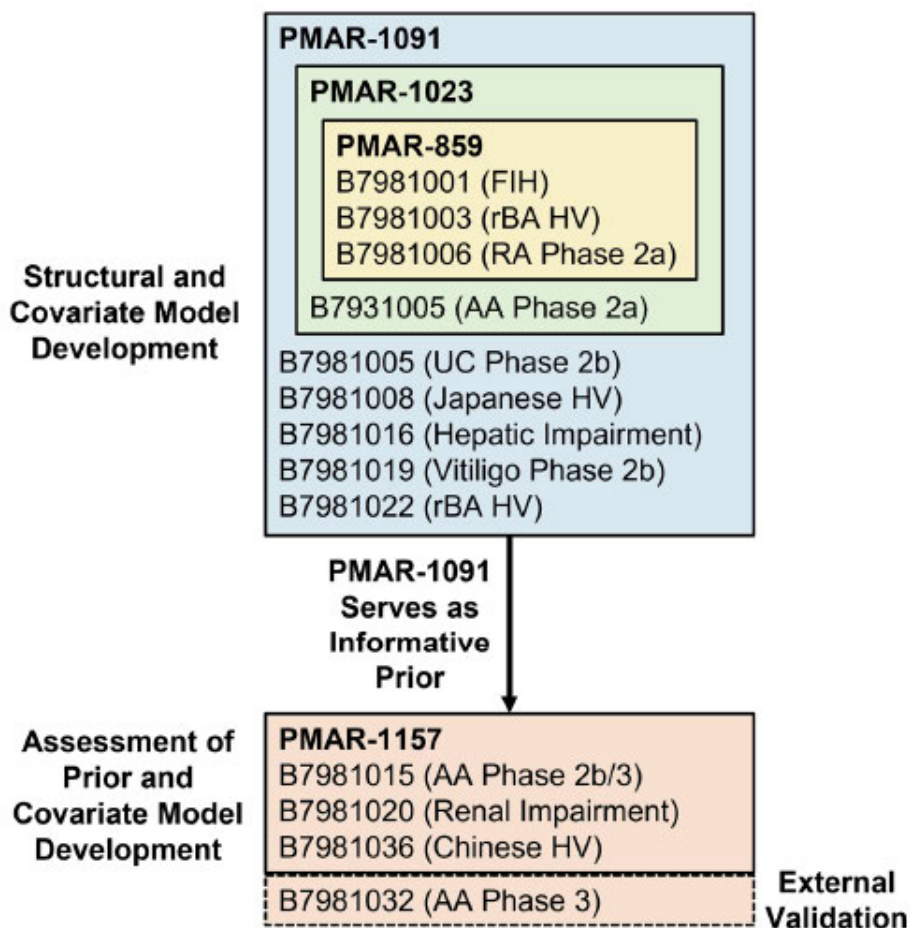 PMAR-1091
PMAR-1023
PMAR-859
B7981001 (FIH)
B7981003 (rBA HV)
B7981006 (RA Phase 2a)
B7931005 (AA Phase 2a)
Structural and
Covariate Model
Development
B7981005 (UC Phase 2b)
B7981008 (Japanese HV)
B7981016 (Hepatic Impairment)
B7981019 (Vitiligo Phase 2b)
B7981022 (rBA HV)
PMAR-1091
Serves as
Informative
Prior
Assessment of
Prior and
Covariate Model
Development
PMAR-1157
B7981015 (AA Phase 2b/3)
B7981020 (Renal Impairment)
B7981036 (Chinese HV)
B7981032 (AA Phase 3)
External
Validation